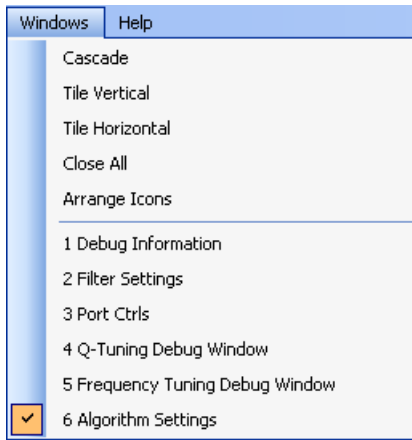 Windows Help
Cascade
Tile Vertical
Tile Horizontal
Close All
Arrange Icons
1 Debug Information
2 Filter Settings
3 Port Ctrls
4 Q-Tuning Debug Window
5 Frequency Tuning Debug Window
6 Algorithm Settings